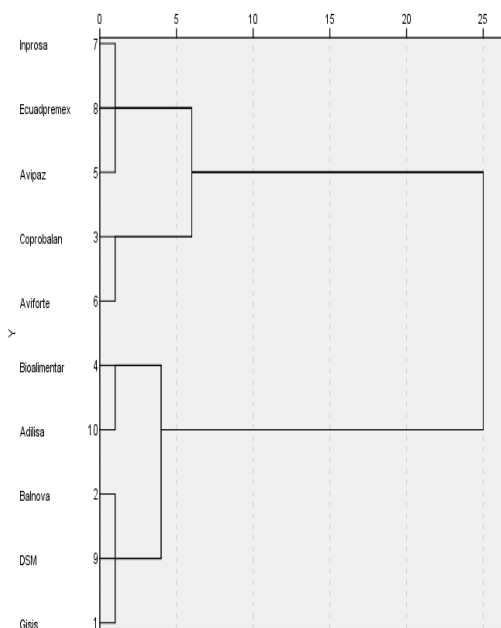 0 5 10 15 20 25
Inprosa 7
Ecuadpremex 8
Avipaz 5
Coprobalan 3
Aviforte 6
Y
Bioalimentar 4
Adilisa 10
Balnova 2
DSM 9
Gisis 1